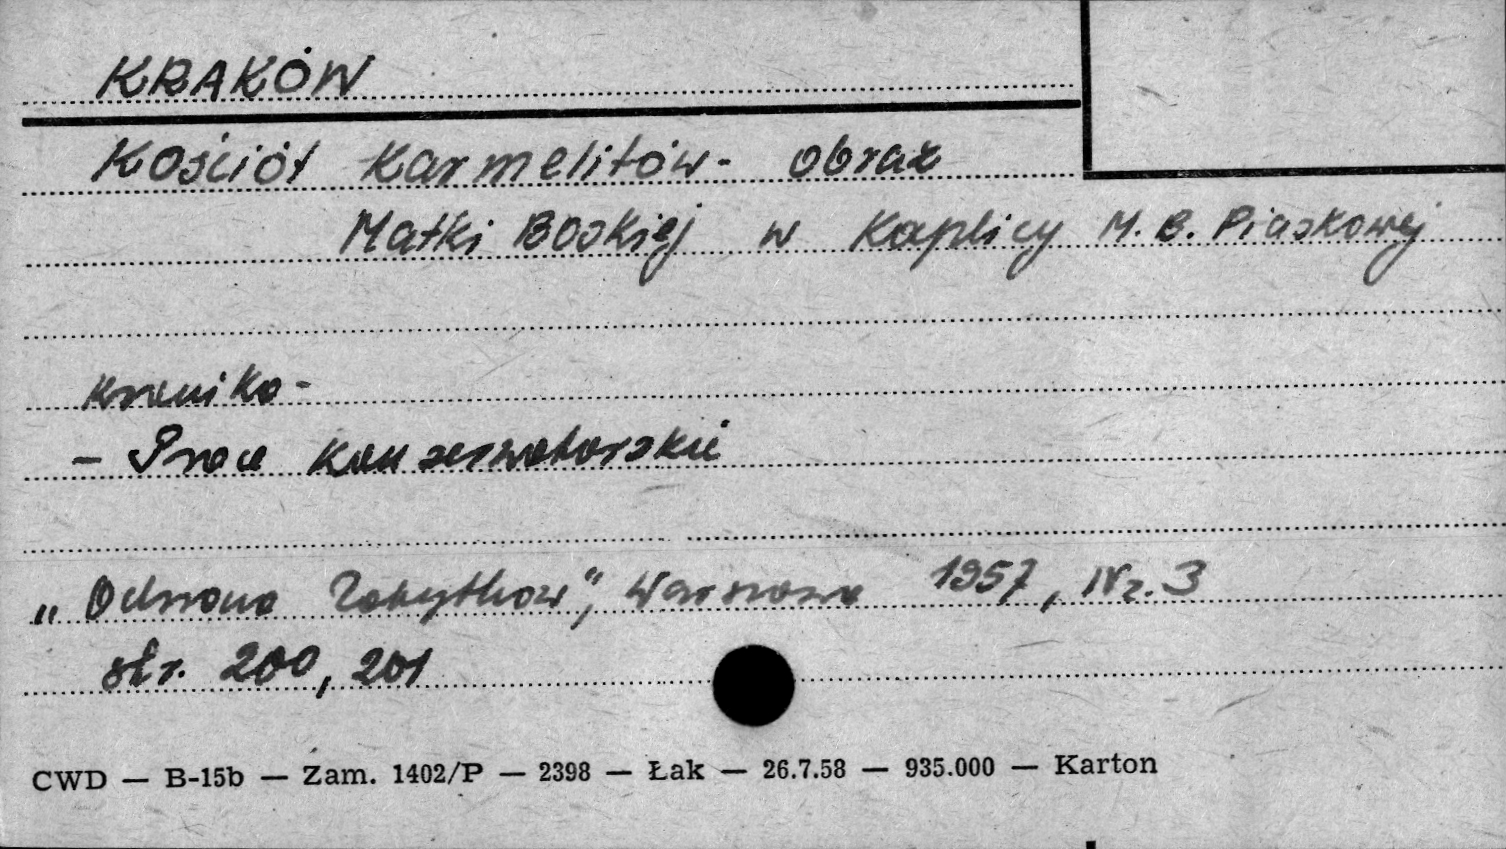 KRAKÓW
Kościół Karmelitów - obraz
Matki Boskiej w Kaplicy M. B. Piaskowej
Kronika -
- Prace konserwatorskie
„Ochrona Zabytków", Warszawa 1957, Nr. 3
str. 200, 201
CWD — B-15b — Zam. 1402/P — 2398 — Łak — 26.7.58 — 935.000 — Karton